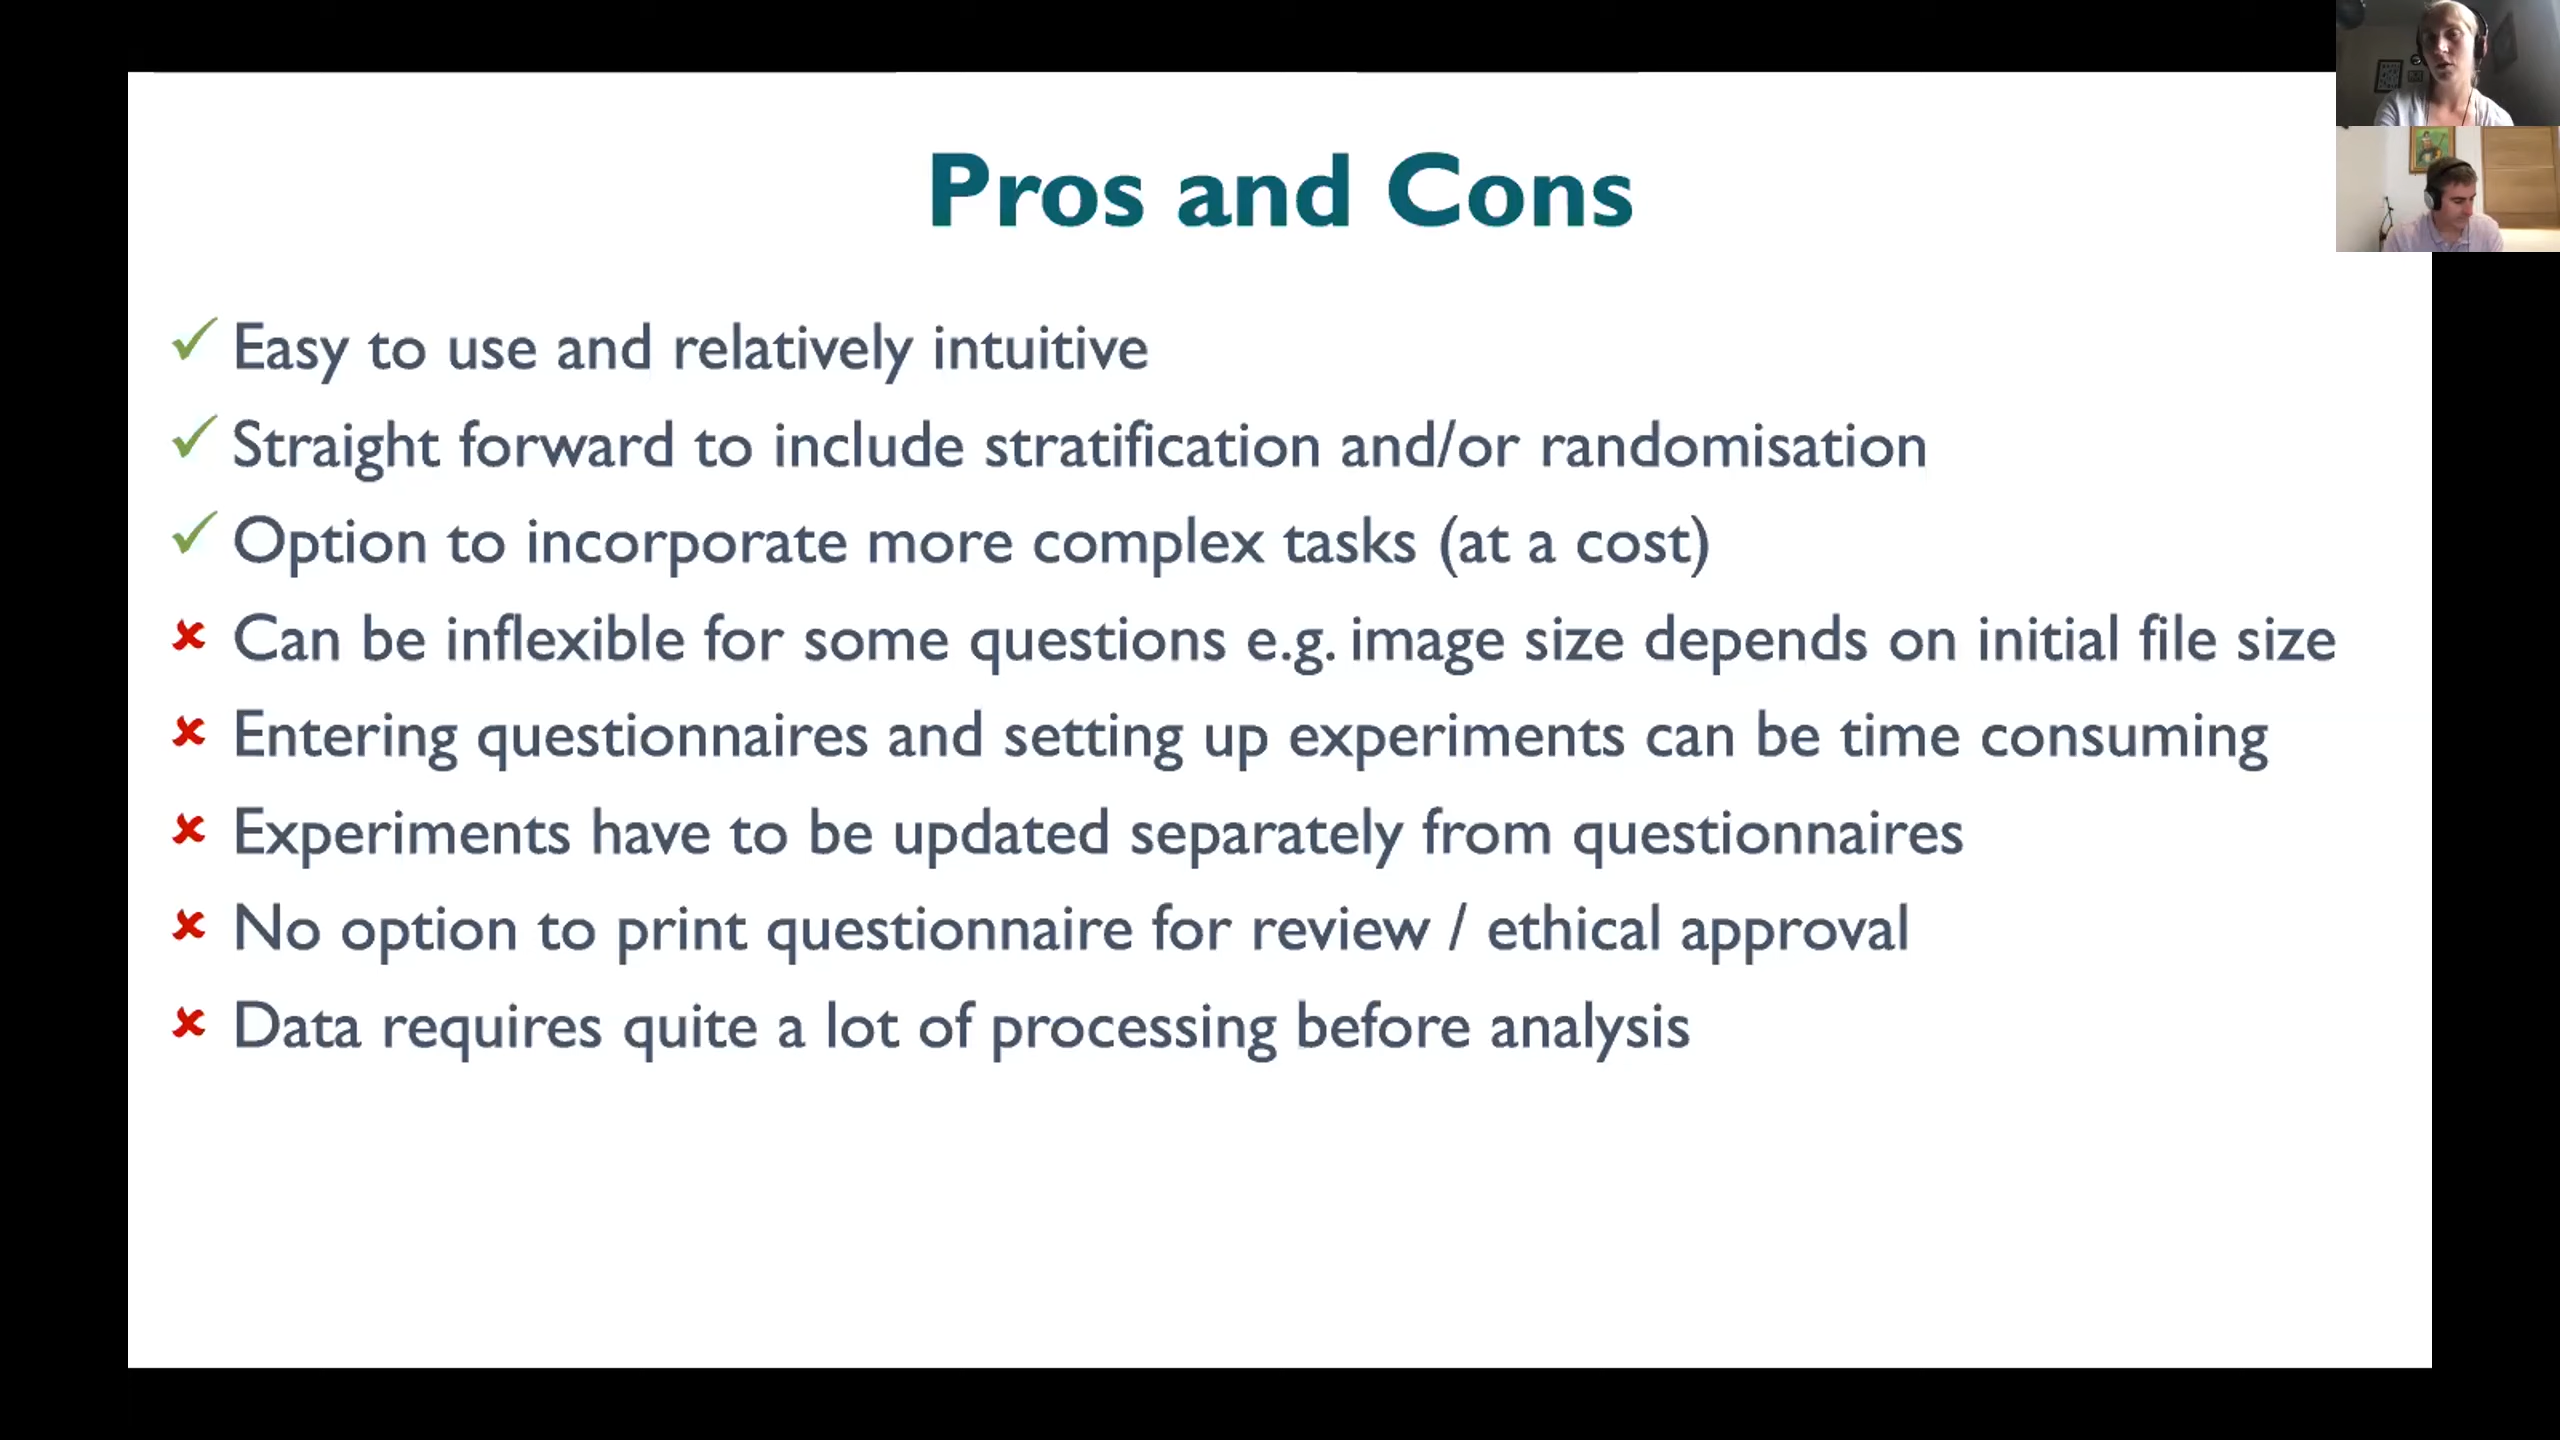 Pros and Cons
✓ Easy to use and relatively intuitive
✓ Straight forward to include stratification and/or randomisation
✓ Option to incorporate more complex tasks (at a cost)
✘ Can be inflexible for some questions e.g. image size depends on initial file size
✘ Entering questionnaires and setting up experiments can be time consuming
✘ Experiments have to be updated separately from questionnaires
✘ No option to print questionnaire for review / ethical approval
✘ Data requires quite a lot of processing before analysis